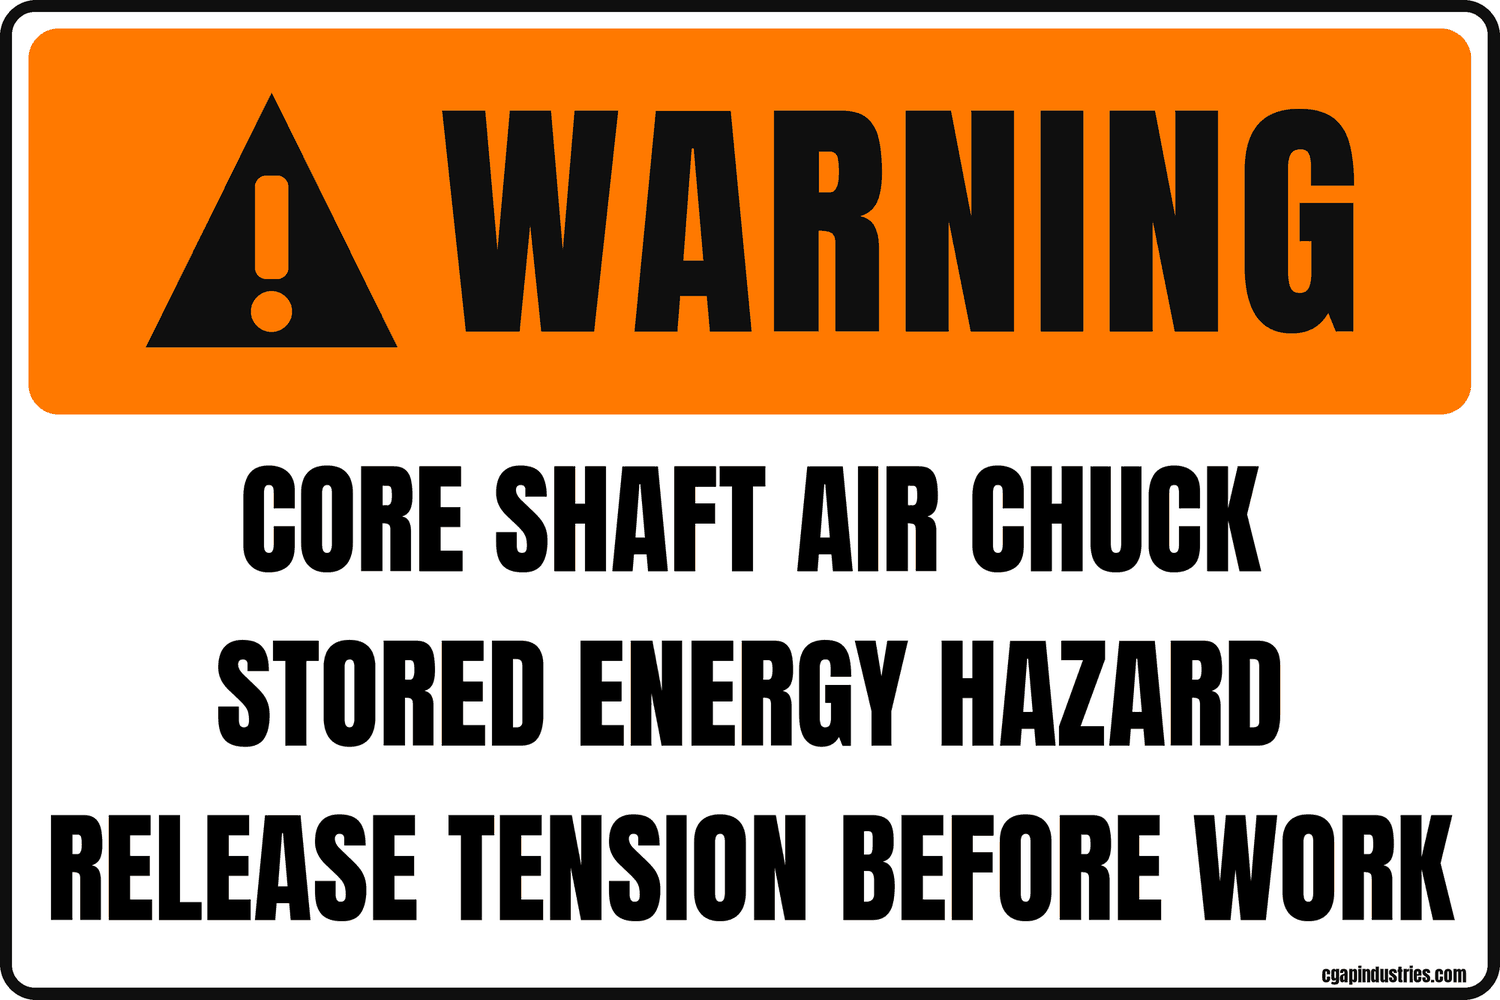 WARNING
CORE SHAFT AIR CHUCK
STORED ENERGY HAZARD
RELEASE TENSION BEFORE WORK
cgapindustries.com